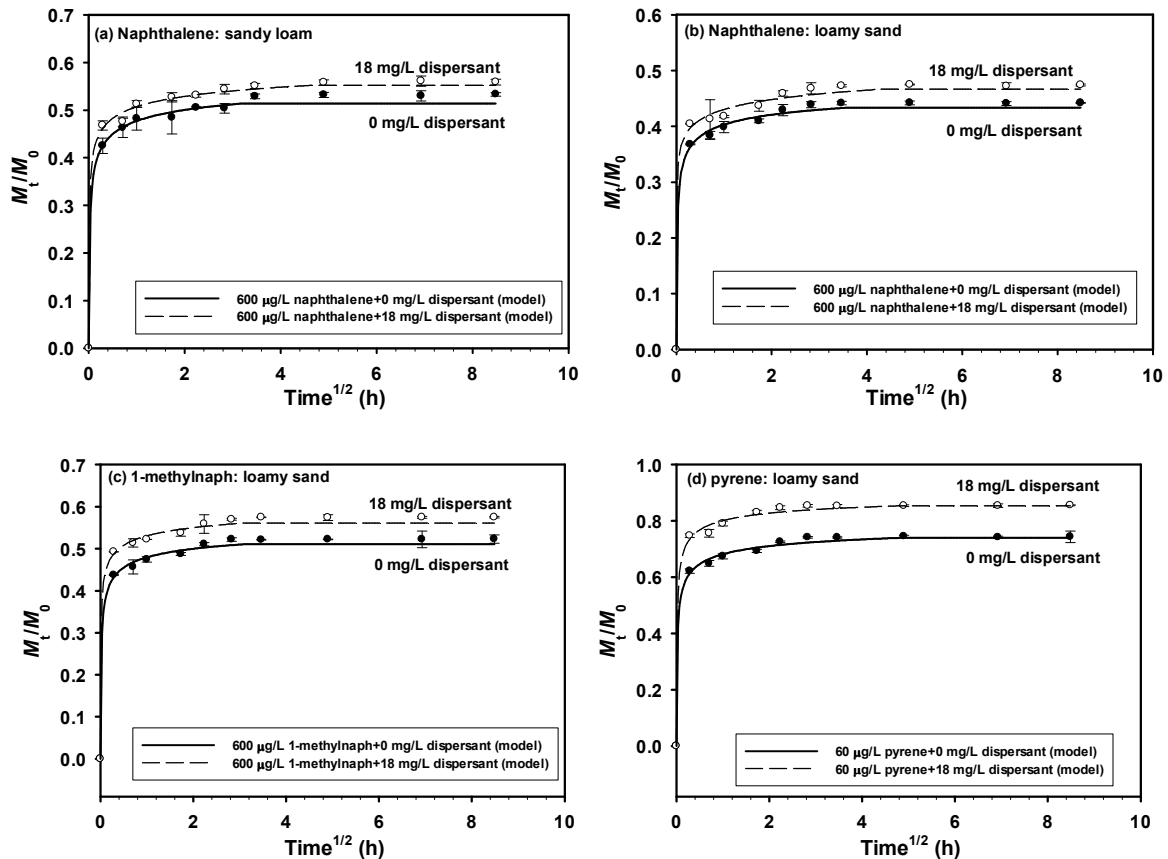 (a) Naphthalene: sandy loam
0.7
0.6
0.5
0.4
0.3
0.2
0.1
0.0
18 mg/L dispersant
0 mg/L dispersant
Mt/M0
600 μg/L naphthalene+0 mg/L dispersant (model)
600 μg/L naphthalene+18 mg/L dispersant (model)
0 2 4 6 8 10
Time1/2 (h)
(b) Naphthalene: loamy sand
0.6
0.5
0.4
0.3
0.2
0.1
0.0
18 mg/L dispersant
0 mg/L dispersant
Mt/M0
600 μg/L naphthalene+0 mg/L dispersant (model)
600 μg/L naphthalene+18 mg/L dispersant (model)
0 2 4 6 8 10
Time1/2 (h)
(c) 1-methylnaph: loamy sand
0.7
0.6
0.5
0.4
0.3
0.2
0.1
0.0
18 mg/L dispersant
0 mg/L dispersant
Mt/M0
600 μg/L 1-methylnaph+0 mg/L dispersant (model)
600 μg/L 1-methylnaph+18 mg/L dispersant (model)
0 2 4 6 8 10
Time1/2 (h)
(d) pyrene: loamy sand
1.0
0.8
0.6
0.4
0.2
0.0
18 mg/L dispersant
0 mg/L dispersant
Mt/M0
60 μg/L pyrene+0 mg/L dispersant (model)
60 μg/L pyrene+18 mg/L dispersant (model)
0 2 4 6 8 10
Time1/2 (h)